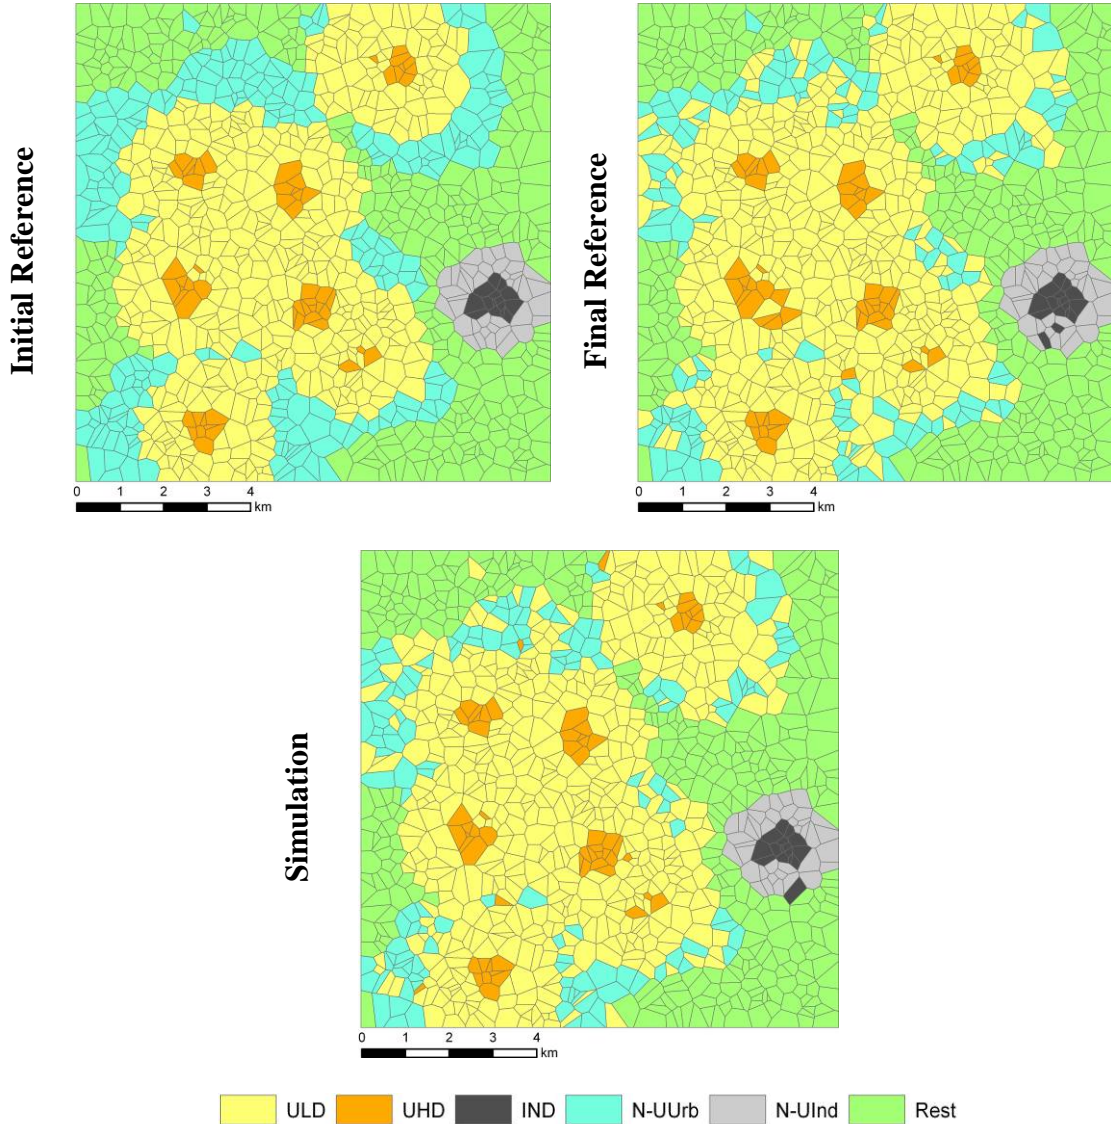 Initial Reference
0 1 2 3 4
km
Final Reference
0 1 2 3 4
km
Simulation
0 1 2 3 4
km
ULD UHD IND N-UUrb N-UInd Rest